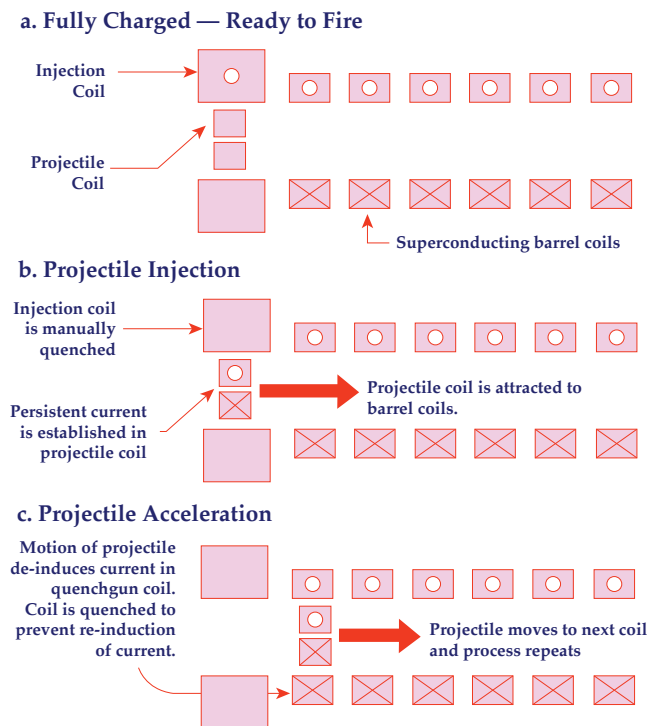 a. Fully Charged — Ready to Fire
Injection
Coil
Projectile
Coil
Superconducting barrel coils
b. Projectile Injection
Injection coil
is manually
quenched
Persistent current
is established in
projectile coil
Projectile coil is attracted to
barrel coils.
c. Projectile Acceleration
Motion of projectile
de-induces current in
quenchgun coil.
Coil is quenched to
prevent re-induction
of current.
Projectile moves to next coil
and process repeats